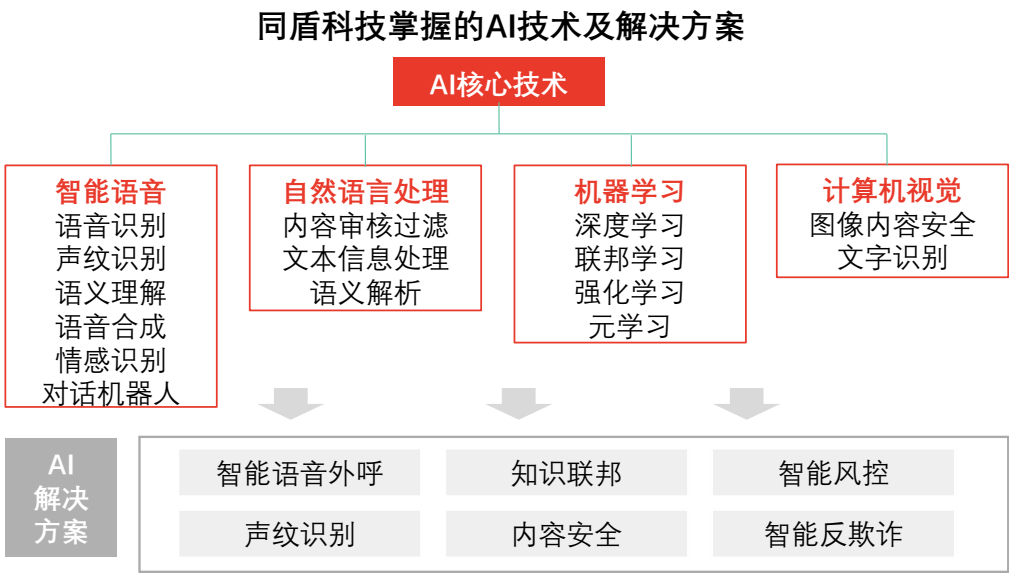 同盾科技掌握的AI技术及解决方案
AI核心技术
智能语音
语音识别
声纹识别
语义理解
语音合成
情感识别
对话机器人
自然语言处理
内容审核过滤
文本信息处理
语义解析
机器学习
深度学习
联邦学习
强化学习
元学习
计算机视觉
图像内容安全
文字识别
AI
解决
方案
智能语音外呼
知识联邦
智能风控
声纹识别
内容安全
智能反欺诈